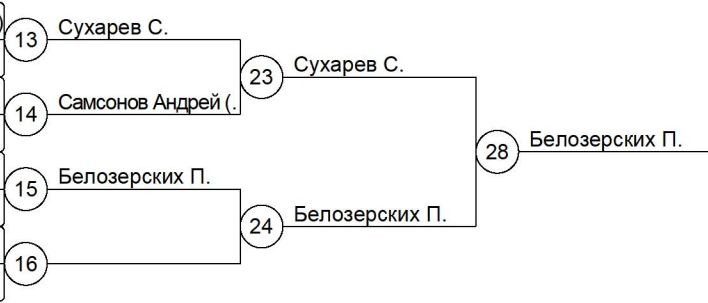 13
Сухарев С.
23
Сухарев С.
14
Самсонов Андрей (.
28
Белозерских П.
15
Белозерских П.
24
Белозерских П.
16